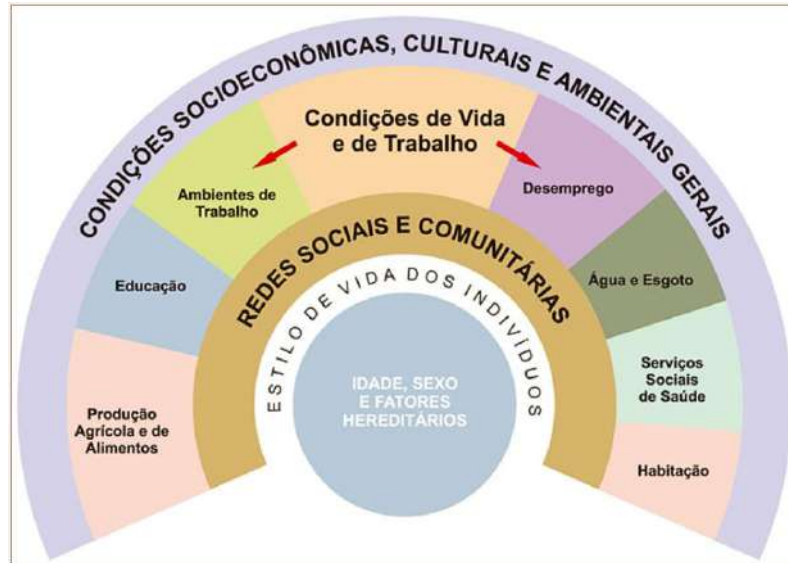 CONDIÇÕES SOCIOECONÔMICAS, CULTURAIS E AMBIENTAIS GERAIS
Condições de Vida
e de Trabalho
Ambientes de
Trabalho
Desemprego
Educação
Água e Esgoto
Produção
Agrícola e de
Alimentos
Serviços
Sociais
de Saúde
Habitação
REDES SOCIAIS E COMUNITÁRIAS
ESTILO DE VIDA DOS INDIVÍDUOS
IDADE, SEXO
E FATORES
HEREDITÁRIOS